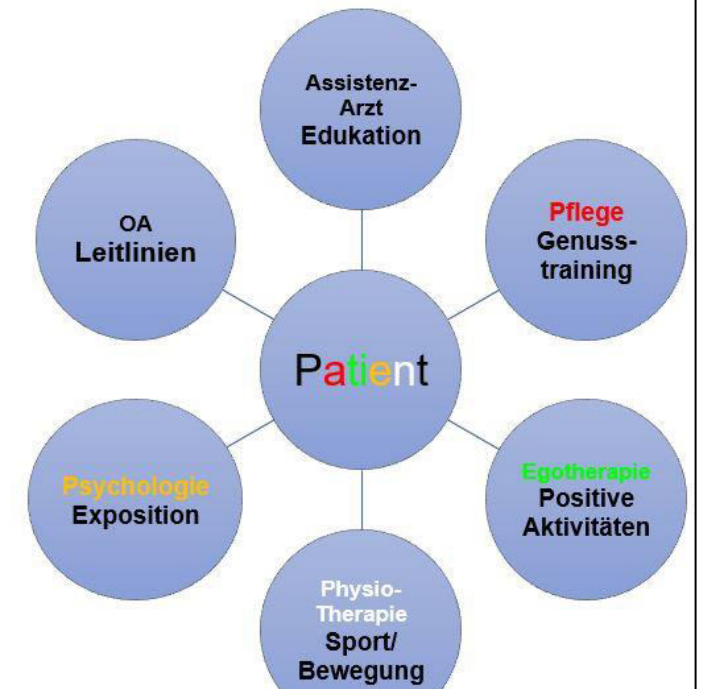 Assistenz-
Arzt
Edukation
OA
Leitlinien
Pflege
Genuss-
training
Patient
Psychologie
Exposition
Egotherapie
Positive
Aktivitäten
Physio-
Therapie
Sport/
Bewegung